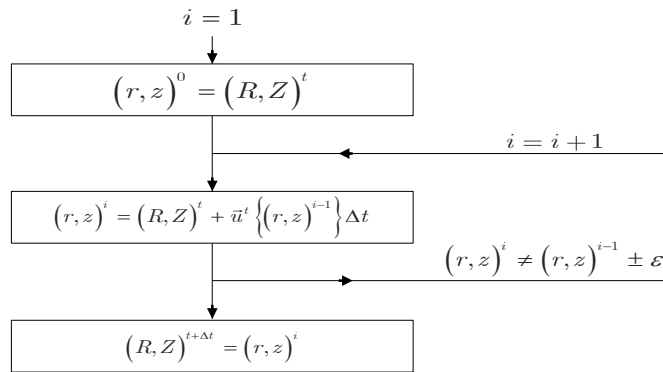 i = 1
(r, z)^0 = (R, Z)^t
i = i + 1
(r, z)^i = (R, Z)^t + \vec{u}^t {(r, z)^{i-1}} Δt
(r, z)^i ≠ (r, z)^{i-1} ± ε
(R, Z)^{t+Δt} = (r, z)^i